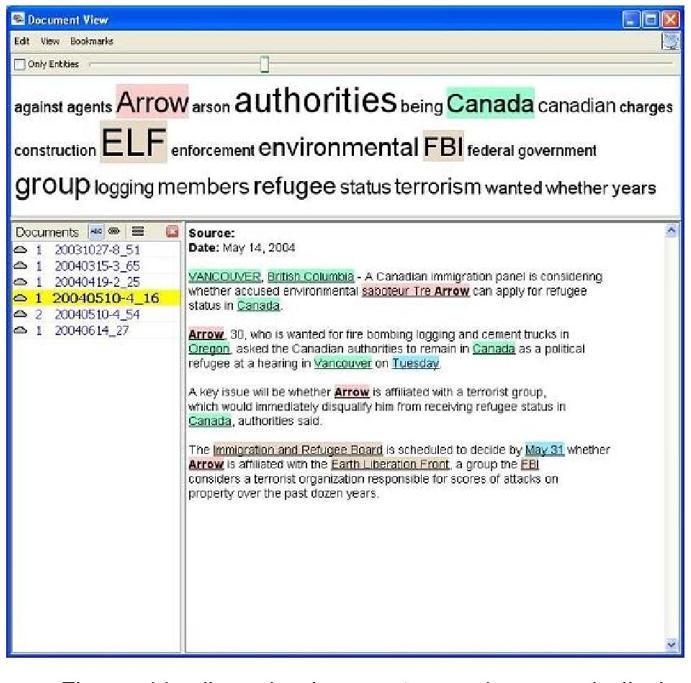 Document View
Edit View Bookmarks
Only Entities
against agents Arrow arson authorities being Canada canadian charges
construction ELF enforcement environmental FBI federal government
group logging members refugee status terrorism wanted whether years
Documents ABC
1 20031027-8_51
1 20040315-3_65
1 20040419-2_25
1 20040510-4_16
2 20040510-4_54
1 20040614_27
Source:
Date: May 14, 2004
VANCOUVER, British Columbia - A Canadian immigration panel is considering
whether accused environmental saboteur Tre Arrow can apply for refugee
status in Canada.
Arrow, 30, who is wanted for fire bombing logging and cement trucks in
Oregon, asked the Canadian authorities to remain in Canada as a political
refugee at a hearing in Vancouver on Tuesday.
A key issue will be whether Arrow is affiliated with a terrorist group,
which would immediately disqualify him from receiving refugee status in
Canada, authorities said.
The Immigration and Refugee Board is scheduled to decide by May 31 whether
Arrow is affiliated with the Earth Liberation Front, a group the FBI
considers a terrorist organization responsible for scores of attacks on
property over the past dozen years.